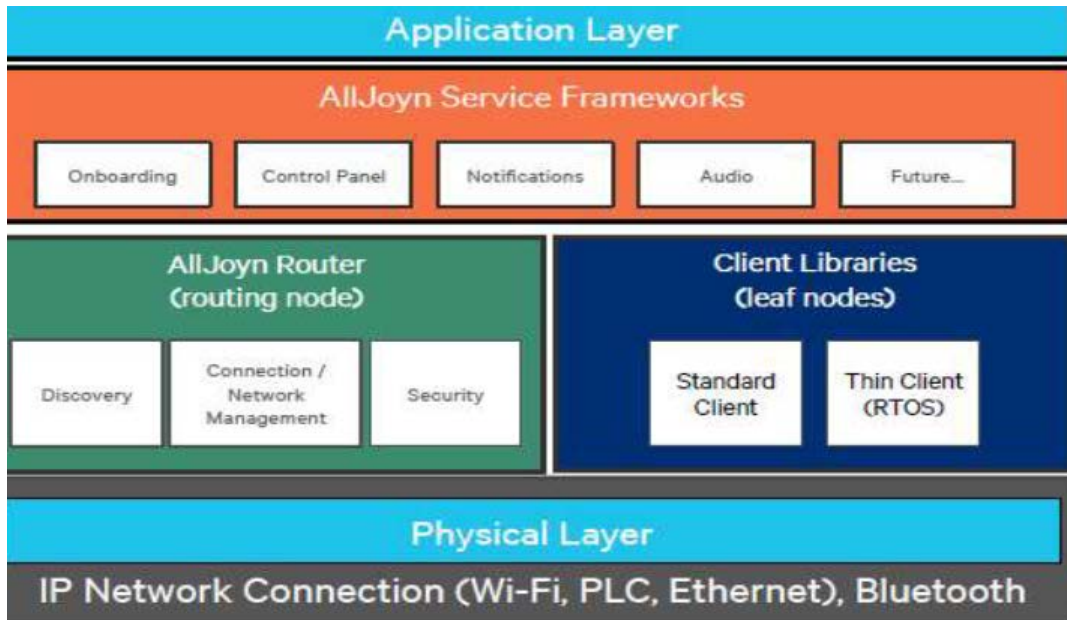 Application Layer
AllJoyn Service Frameworks
Onboarding
Control Panel
Notifications
Audio
Future...
AllJoyn Router
(routing node)
Discovery
Connection /
Network
Management
Security
Client Libraries
(leaf nodes)
Standard
Client
Thin Client
(RTOS)
Physical Layer
IP Network Connection (Wi-Fi, PLC, Ethernet), Bluetooth